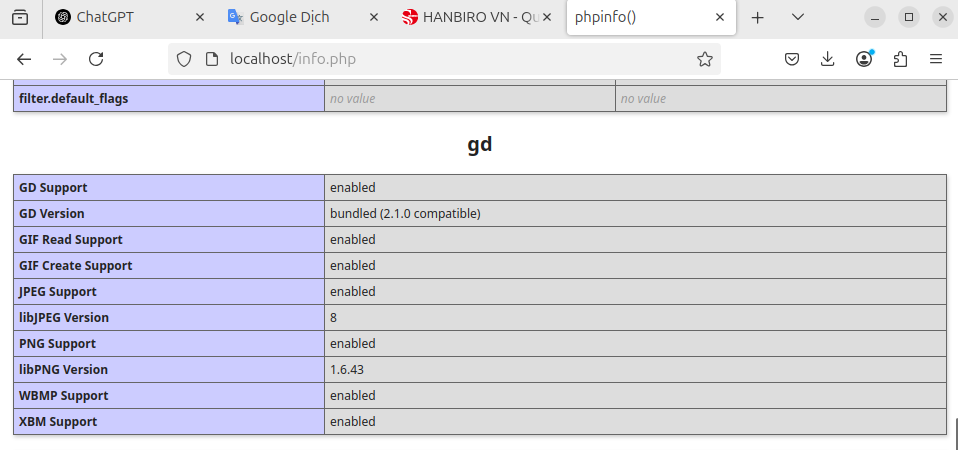 ChatGPT
Google Dịch
HANBIRO VN - Qu
phpinfo()
localhost/info.php
filter.default_flags no value no value
gd
GD Support enabled
GD Version bundled (2.1.0 compatible)
GIF Read Support enabled
GIF Create Support enabled
JPEG Support enabled
libJPEG Version 8
PNG Support enabled
libPNG Version 1.6.43
WBMP Support enabled
XBM Support enabled